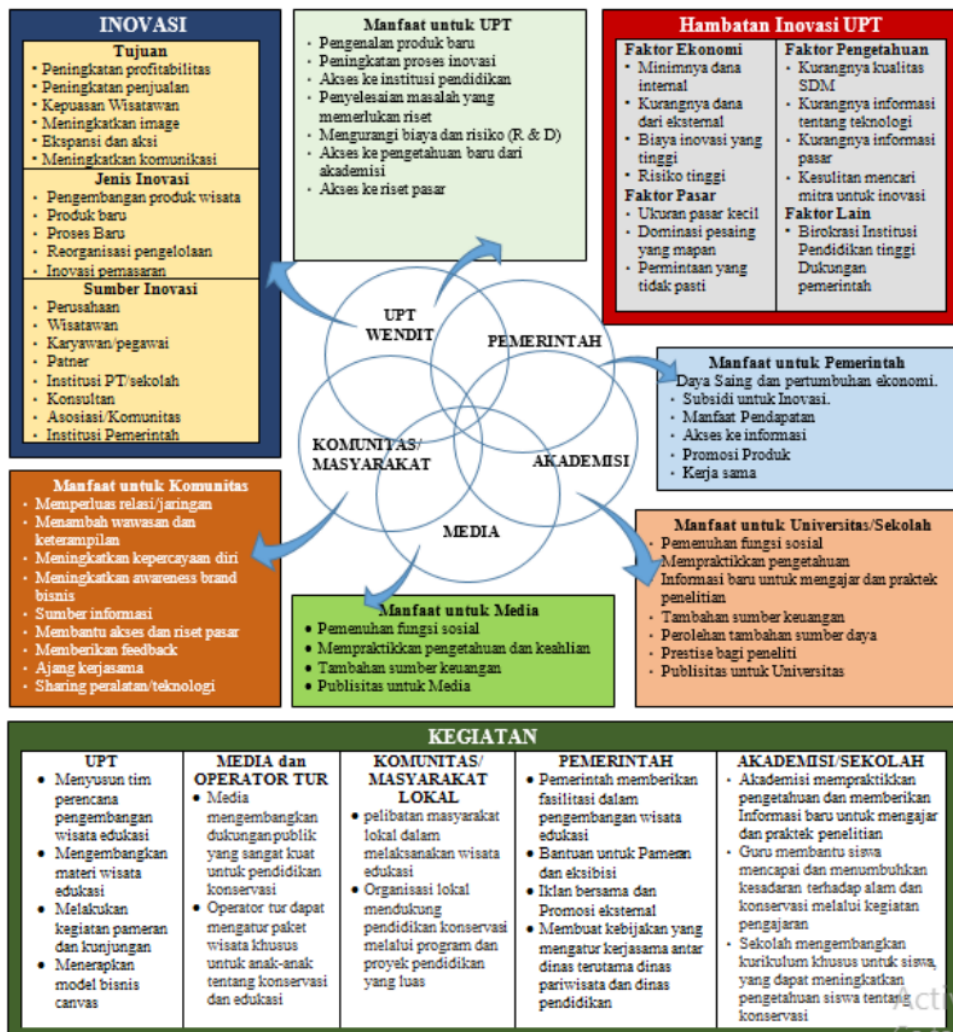 INOVASI
Tujuan
• Peningkatan profitabilitas
• Peningkatan penjualan
• Kepuasan Wisatawan
• Meningkatkan image
• Ekspansi dan aksi
• Meningkatkan komunikasi
Jenis Inovasi
- Pengembangan produk wisata
- Produk baru
- Proses Baru
- Reorganisasi pengelolaan
- Inovasi pemasaran
Sumber Inovasi
- Perusahaan
- Wisatawan
- Karyawan/pegawai
- Patner
- Institusi PT/sekolah
- Konsultan
- Asosiasi/Komunitas
- Institusi Pemerintah
Manfaat untuk UPT
- Pengenalan produk baru
- Peningkatan proses inovasi
- Akses ke institusi pendidikan
- Penyelesaian masalah yang
memerlukan riset
- Mengurangi biaya dan risiko (R & D)
- Akses ke pengetahuan baru dari
akademisi
- Akses ke riset pasar
Hambatan Inovasi UPT
Faktor Ekonomi
• Minimnya dana
internal
• Kurangnya dana
dari eksternal
• Biaya inovasi yang
tinggi
• Risiko tinggi
Faktor Pasar
- Ukuran pasar kecil
- Dominasi pesaing
yang mapan
- Permintaan yang
tidak pasti
Faktor Pengetahuan
- Kurangnya kualitas
SDM
- Kurangnya informasi
tentang teknologi
- Kurangnya informasi
pasar
- Kesulitan mencari
mitra untuk inovasi
Faktor Lain
• Birokrasi Institusi
Pendidikan tinggi
Dukungan
pemerintah
UPT
WENDIT
PEMERINTAH
KOMUNITAS/
MASYARAKAT
AKADEMISI
MEDIA
Manfaat untuk Pemerintah
Daya Saing dan pertumbuhan ekonomi.
- Subsidi untuk Inovasi.
- Manfaat Pendapatan
- Akses ke informasi
- Promosi Produk
- Kerja sama
Manfaat untuk Komunitas
- Memperluas relasi/jaringan
- Menambah wawasan dan
keterampilan
- Meningkatkan kepercayaan diri
- Meningkatkan awareness brand
bisnis
- Sumber informasi
- Membantu akses dan riset pasar
- Memberikan feedback
- Ajang kerjasama
- Sharing peralatan/teknologi
Manfaat untuk Media
• Pemenuhan fungsi sosial
• Mempraktikkan pengetahuan dan keahlian
• Tambahan sumber keuangan
• Publisitas untuk Media
Manfaat untuk Universitas/Sekolah
- Pemenuhan fungsi sosial
Mempraktikkan pengetahuan
Informasi baru untuk mengajar dan praktek
penelitian
- Tambahan sumber keuangan
- Perolehan tambahan sumber daya
- Prestise bagi peneliti
- Publisitas untuk Universitas
KEGIATAN
UPT
• Menyusun tim
perencana
pengembangan
wisata edukasi
• Mengembangkan
materi wisata
edukasi
• Melakukan
kegiatan pameran
dan kunjungan
• Menerapkan
model bisnis
canvas
MEDIA dan
OPERATOR TUR
• Media
mengembangkan
dukungan publik
yang sangat kuat
untuk pendidikan
konservasi
• Operator tur dapat
mengatur paket
wisata khusus
untuk anak-anak
tentang konservasi
dan edukasi
KOMUNITAS/
MASYARAKAT
LOKAL
• pelibatan masyarakat
lokal dalam
melaksanakan wisata
edukasi
• Organisasi lokal
mendukung
pendidikan konservasi
melalui program dan
proyek pendidikan
yang luas
PEMERINTAH
• Pemerintah memberikan
fasilitasi dalam
pengembangan wisata
edukasi
• Bantuan untuk Pameran
dan eksibisi
• Iklan bersama dan
Promosi eksternal
• Membuat kebijakan yang
mengatur kerjasama antar
dinas terutama dinas
pariwisata dan dinas
pendidikan
AKADEMISI/SEKOLAH
- Akademisi mempraktikkan
pengetahuan dan memberikan
Informasi baru untuk mengajar
dan praktek penelitian
- Guru membantu siswa
mencapai dan menumbuhkan
kesadaran terhadap alam dan
konservasi melalui kegiatan
pengajaran
- Sekolah mengembangkan
kurikulum khusus untuk siswa,
yang dapat meningkatkan
pengetahuan siswa tentang
konservasi